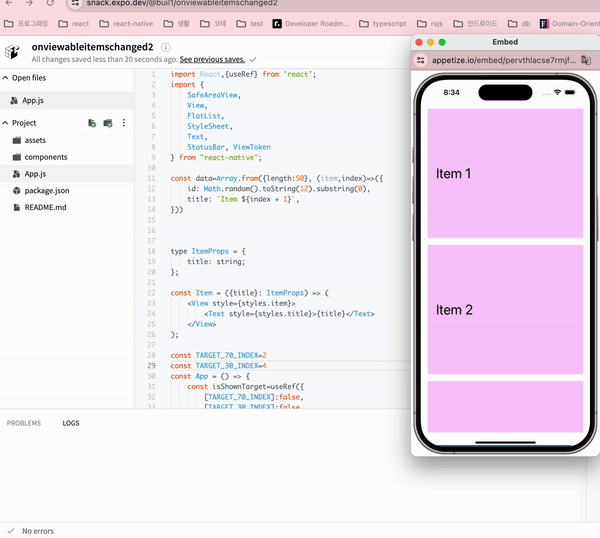 snack.expo.dev/@buil1/onviewableitemschanged2
프로그래밍
react
react-native
생활
코테
test
Developer Roadm...
typescript
rxjs
안드로이드
db
Domain-Orient
onviewableitemschanged2
All changes saved less than 20 seconds ago. See previous saves.
Open files
App.js
Project
assets
components
App.js
package.json
README.md
1 import React,{useRef} from 'react';
2 import {
3 SafeAreaView,
4 View,
5 FlatList,
6 StyleSheet,
7 Text,
8 StatusBar, ViewToken
9 } from "react-native";
10
11 const data=Array.from({length:50}, (item,index)=>({
12 id: Math.random().toString(12).substring(0),
13 title: `Item ${index + 1}`,
14 }))
15
16
17
18 type ItemProps = {
19 title: string;
20 };
21
22 const Item = ({title}: ItemProps) => (
23 <View style={styles.item}>
24 <Text style={styles.title}>{title}</Text>
25 </View>
26 );
27
28 const TARGET_70_INDEX=2
29 const TARGET_30_INDEX=4
30 const App = () => {
31 const isShownTarget=useRef({
32 [TARGET_70_INDEX]:false,
33 [TARGET_30_INDEX]:false
PROBLEMS
LOGS
No errors
Embed
appetize.io/embed/pervthlacse7rmjf...
8:34
Item 1
Item 2